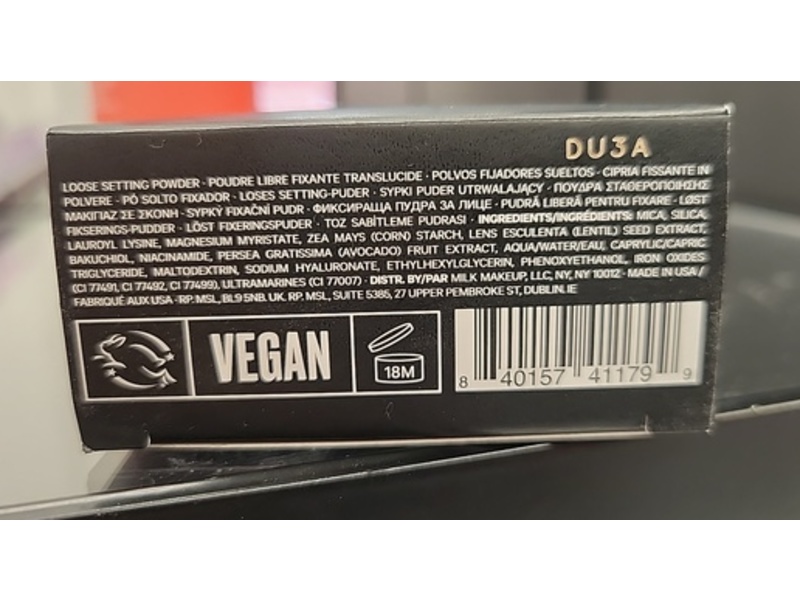 DU3A
LOOSE SETTING POWDER · POUDRE LIBRE FIXANTE TRANSLUCIDE · POLVOS FIJADORES SUELTOS · CIPRIA FISSANTE IN
POLVERE · PÓ SOLTO FIXADOR · LOSES SETTING-PUDER · SYPKI PUDER UTRWALAJĄCY · ΠΟΥΔΡΑ ΣΤΑΘΕΡΟΠΟΙΗΣΗΣ
ΜΑΚΙΓΙΑΖ ΣΕ ΣΚΟΝΗ · SYPKÝ FIXAČNÍ PUDR · ФИКСИРАЩА ПУДРА ЗА ЛИЦЕ · PUDRĂ LIBERĂ PENTRU FIXARE · LØST
FIKSERINGS-PUDDER · LÖST FIXERINGSPUDER · TOZ SABİTLEME PUDRASI · INGREDIENTS/INGRÉDIENTS: MICA, SILICA,
LAUROYL LYSINE, MAGNESIUM MYRISTATE, ZEA MAYS (CORN) STARCH, LENS ESCULENTA (LENTIL) SEED EXTRACT,
BAKUCHIOL, NIACINAMIDE, PERSEA GRATISSIMA (AVOCADO) FRUIT EXTRACT, AQUA/WATER/EAU, CAPRYLIC/CAPRIC
TRIGLYCERIDE, MALTODEXTRIN, SODIUM HYALURONATE, ETHYLHEXYLGLYCERIN, PHENOXYETHANOL, IRON OXIDES
(CI 77491, CI 77492, CI 77499), ULTRAMARINES (CI 77007) · DISTR. BY/PAR MILK MAKEUP, LLC, NY, NY 10012 · MADE IN USA /
FABRIQUÉ AUX USA · RP. MSL, BL9 5NB. UK. RP. MSL, SUITE 5385, 27 UPPER PEMBROKE ST, DUBLIN. IE
VEGAN
18M
8 40157 41179 9